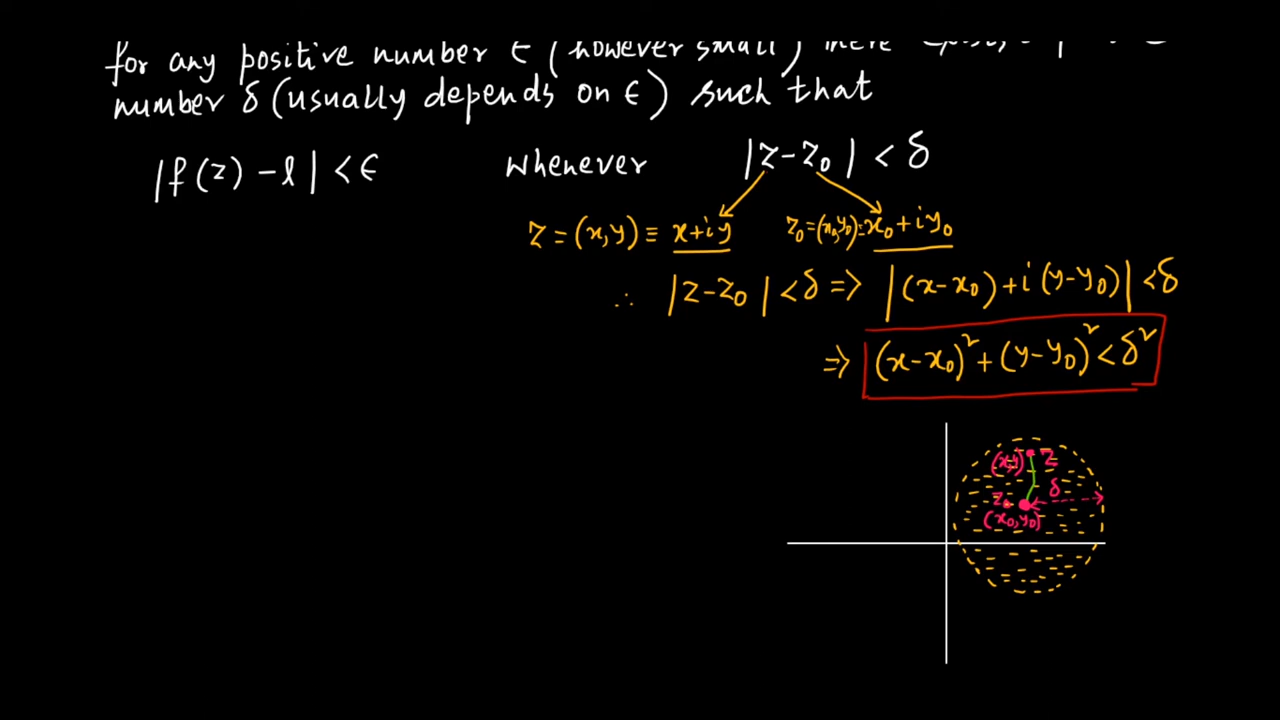 for any positive number ϵ (however small) there
number δ (usually depends on ϵ) such that
|f(z) - l| < ϵ whenever |z - z₀| < δ
z = (x, y) ≡ x+iy z₀ = (x₀, y₀) = x₀+iy₀
∴ |z - z₀| < δ => |(x-x₀)+i(y-y₀)| < δ
=> (x-x₀)²+(y-y₀)² < δ²
(x,y) z
z₀ δ
(x₀,y₀)